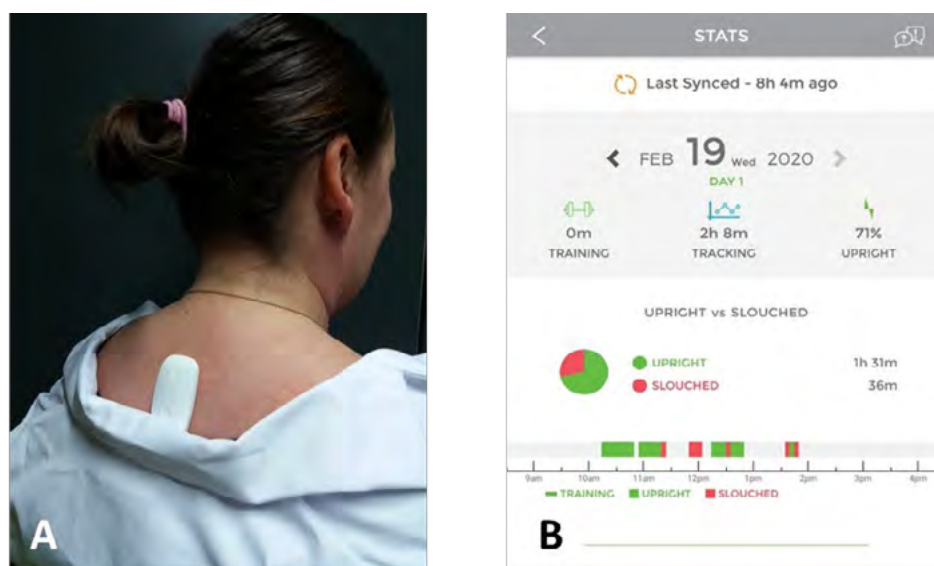 A
STATS
Last Synced - 8h 4m ago
FEB 19 Wed 2020
DAY 1
0m 2h 8m 71%
TRAINING TRACKING UPRIGHT
UPRIGHT vs SLOUCHED
UPRIGHT 1h 31m
SLOUCHED 36m
9am 10am 11am 12pm 1pm 2pm 3pm 4pm
TRAINING UPRIGHT SLOUCHED
B